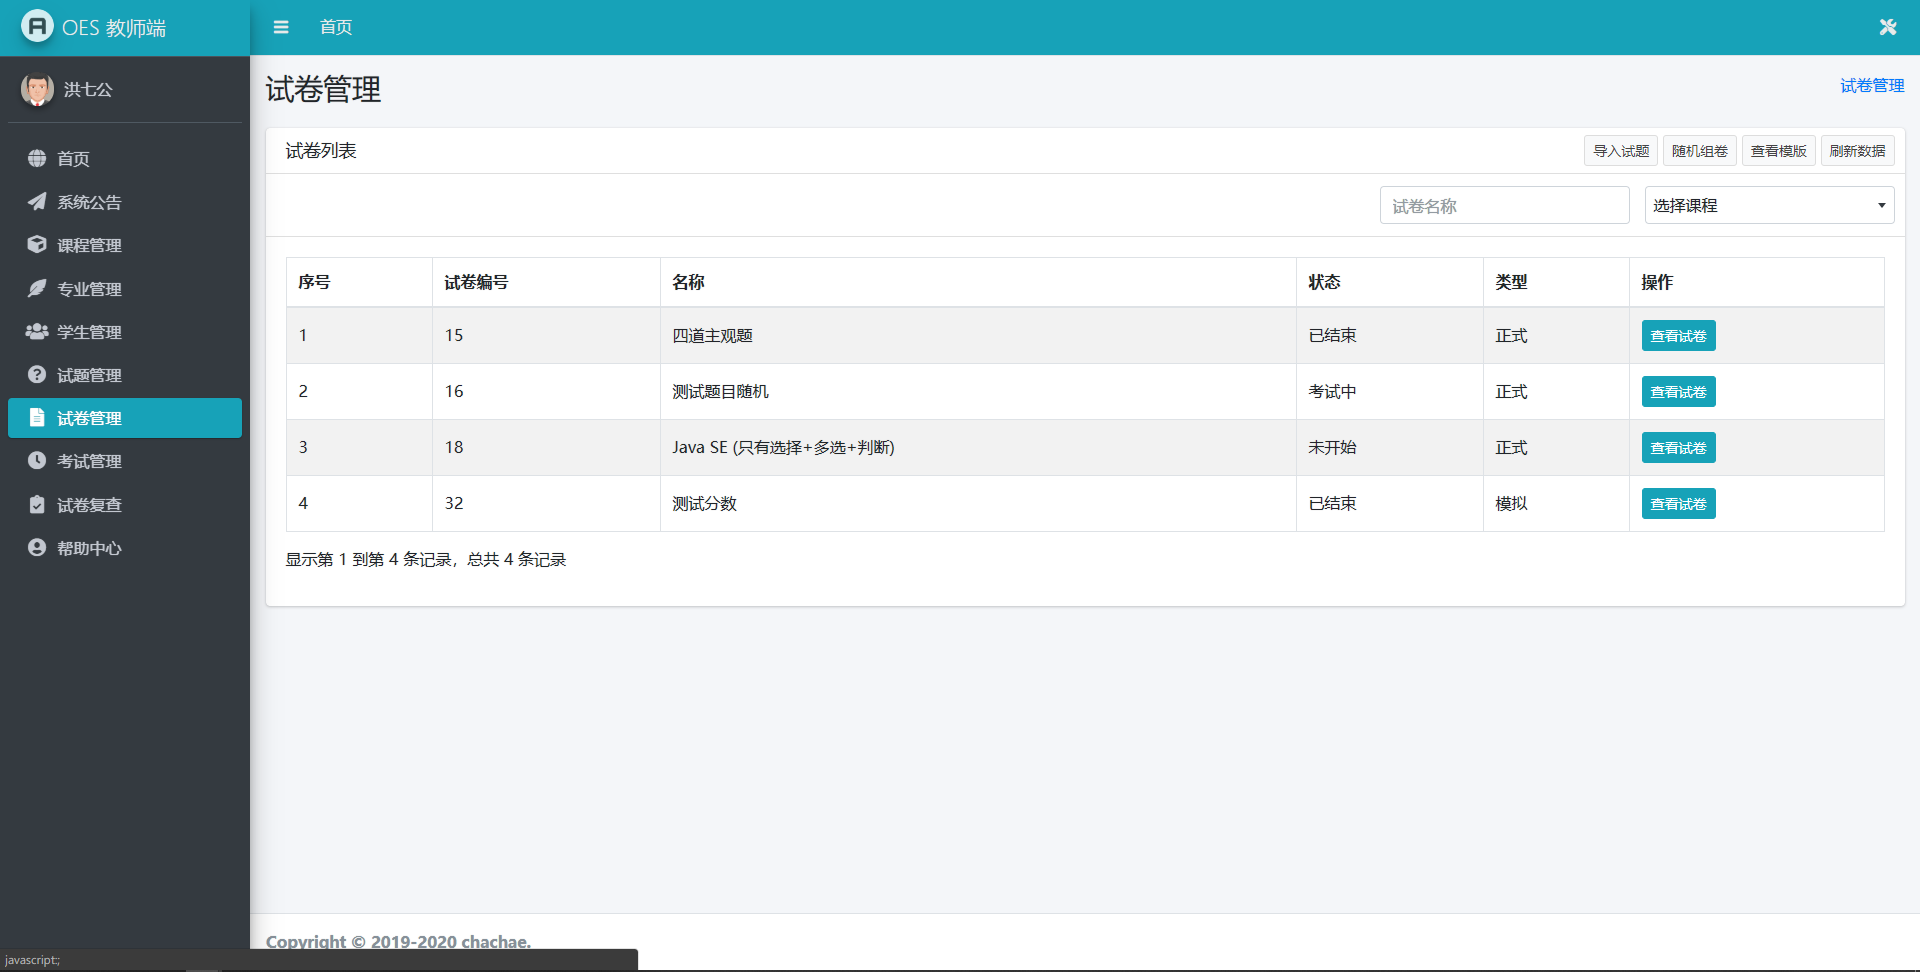 OES 教师端
首页
洪七公
首页
系统公告
课程管理
专业管理
学生管理
试题管理
试卷管理
考试管理
试卷复查
帮助中心
试卷管理
试卷管理
试卷列表
导入试题 随机组卷 查看模版 刷新数据
试卷名称 选择课程
序号 试卷编号 名称 状态 类型 操作
1 15 四道主观题 已结束 正式 查看试卷
2 16 测试题目随机 考试中 正式 查看试卷
3 18 Java SE (只有选择+多选+判断) 未开始 正式 查看试卷
4 32 测试分数 已结束 模拟 查看试卷
显示第 1 到第 4 条记录，总共 4 条记录
Copyright © 2019-2020 chachae.
javascript:;